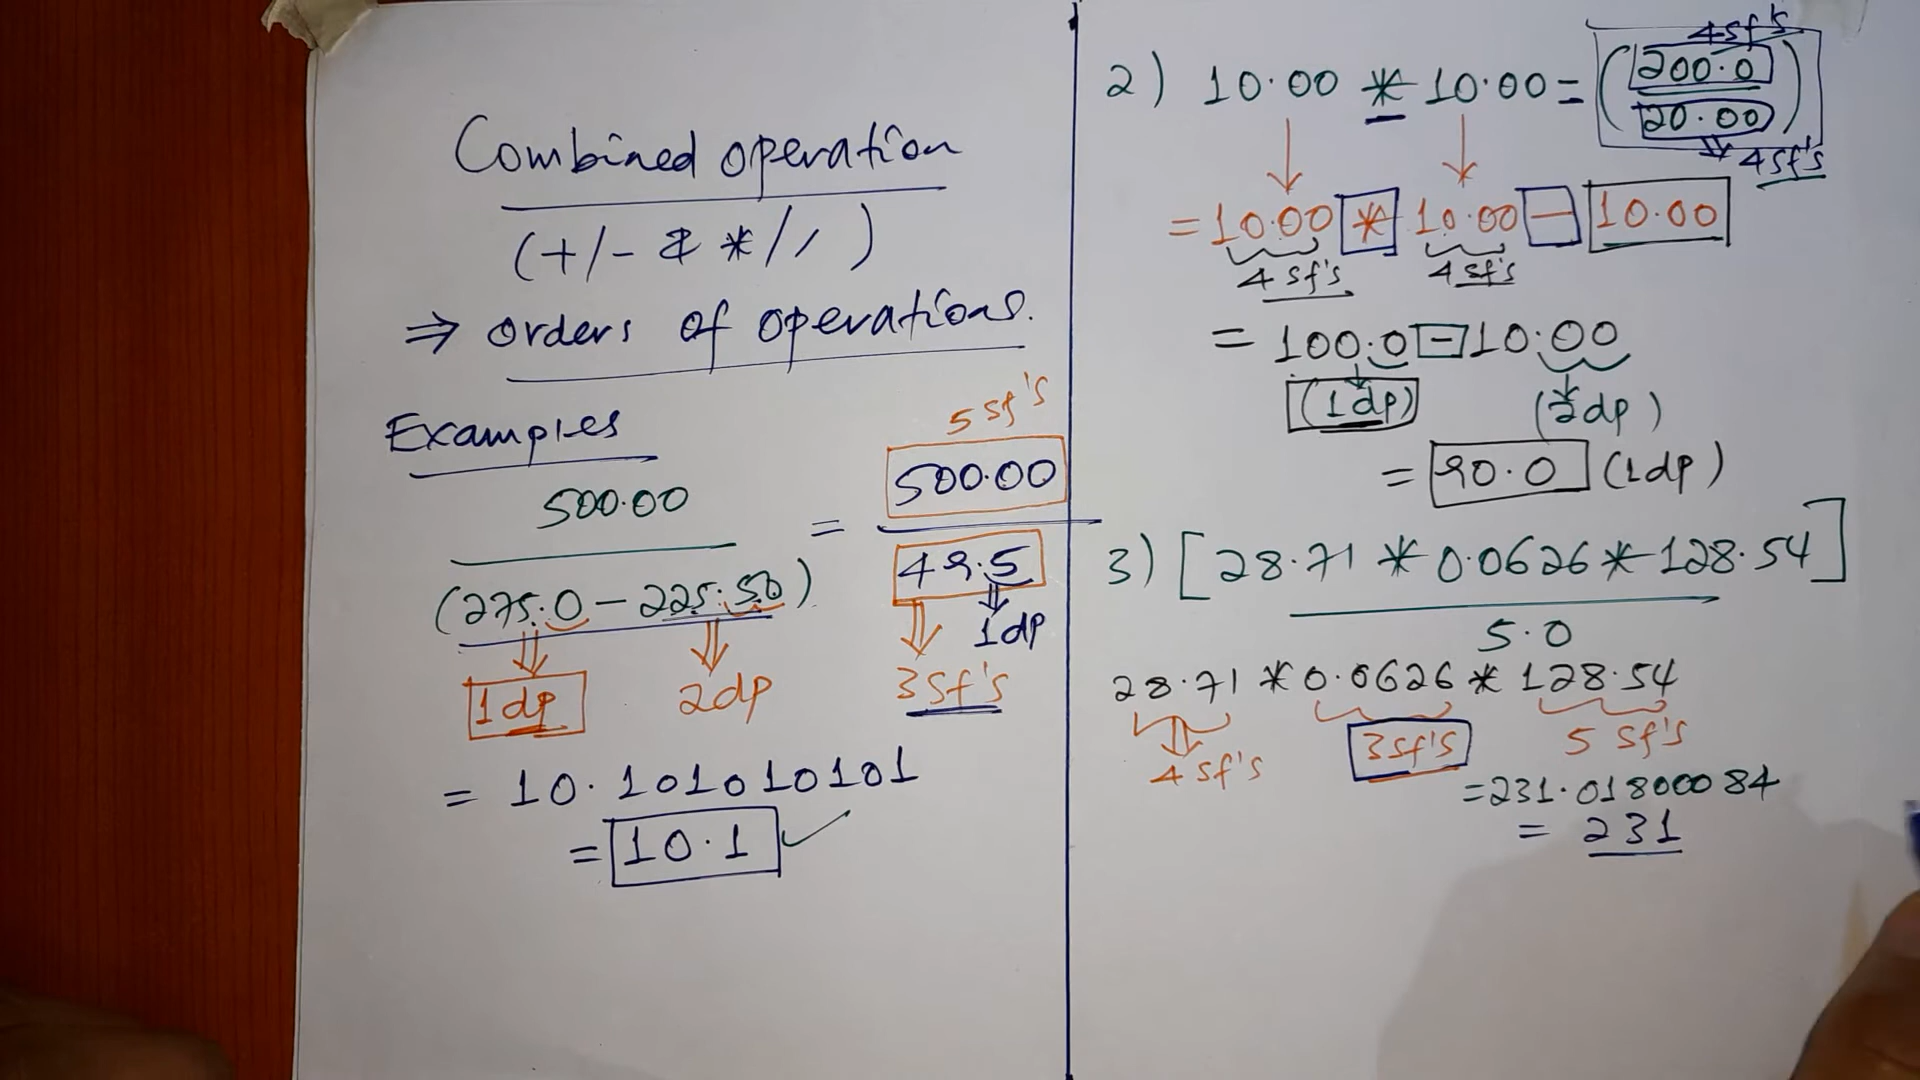 Combined operation
(+/- & */, )
⇒ orders of operations.
Examples
500.00
(275.0 - 225.50)
1dp
2dp
=
5 sf's
500.00
49.5
1dp
3sf's
= 10.101010101
= 10.1 ✓
2) 10.00 * 10.00 = (200.0 / 20.00)
4sf's
4sf's
= 10.00 * 10.00 - 10.00
4 sf's 4 sf's
= 100.0 - 10.00
(1dp) (2dp)
= 90.0 (1dp)
3) [28.71 * 0.0626 * 128.54]
5.0
28.71 * 0.0626 * 128.54
4 sf's 3sf's 5 sf's
= 231.01800084
= 231